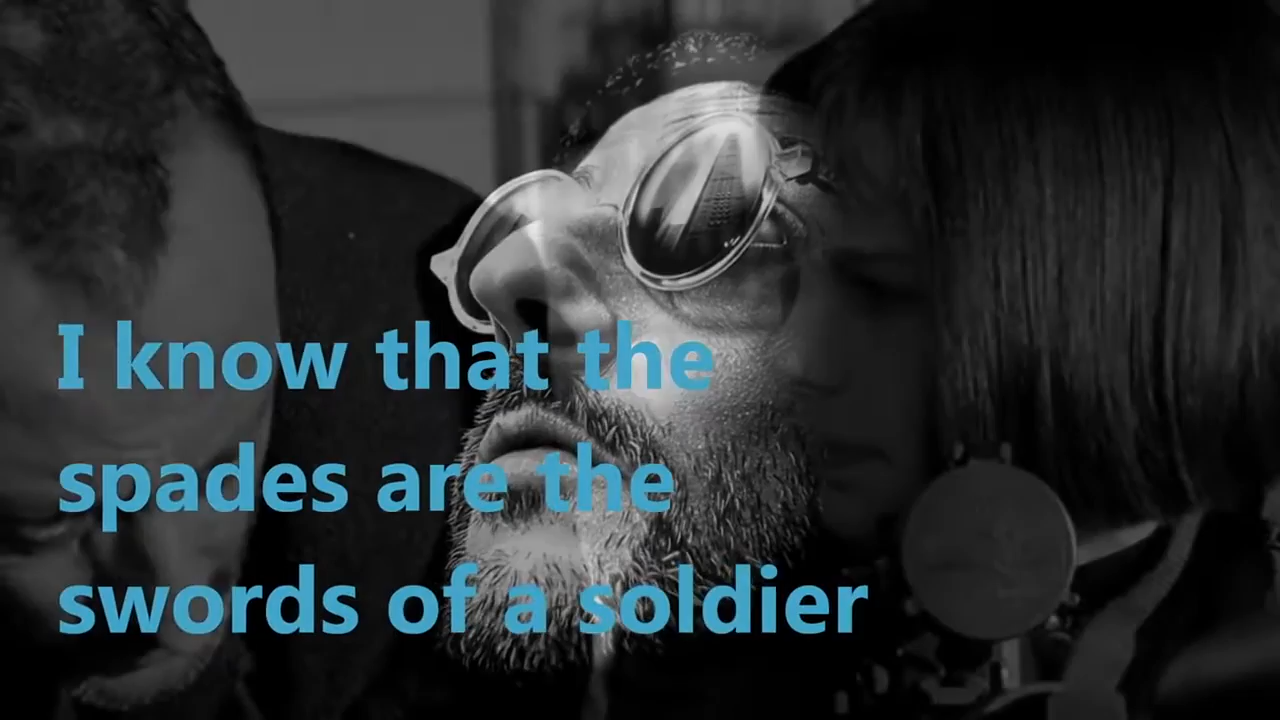 I know that the
spades are the
swords of a soldier